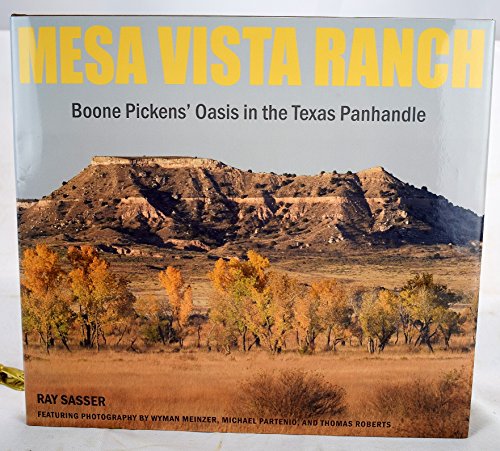 MESA VISTA RANCH
Boone Pickens' Oasis in the Texas Panhandle
RAY SASSER
FEATURING PHOTOGRAPHY BY WYMAN MEINZER, MICHAEL PARTENIO, AND THOMAS ROBERTS